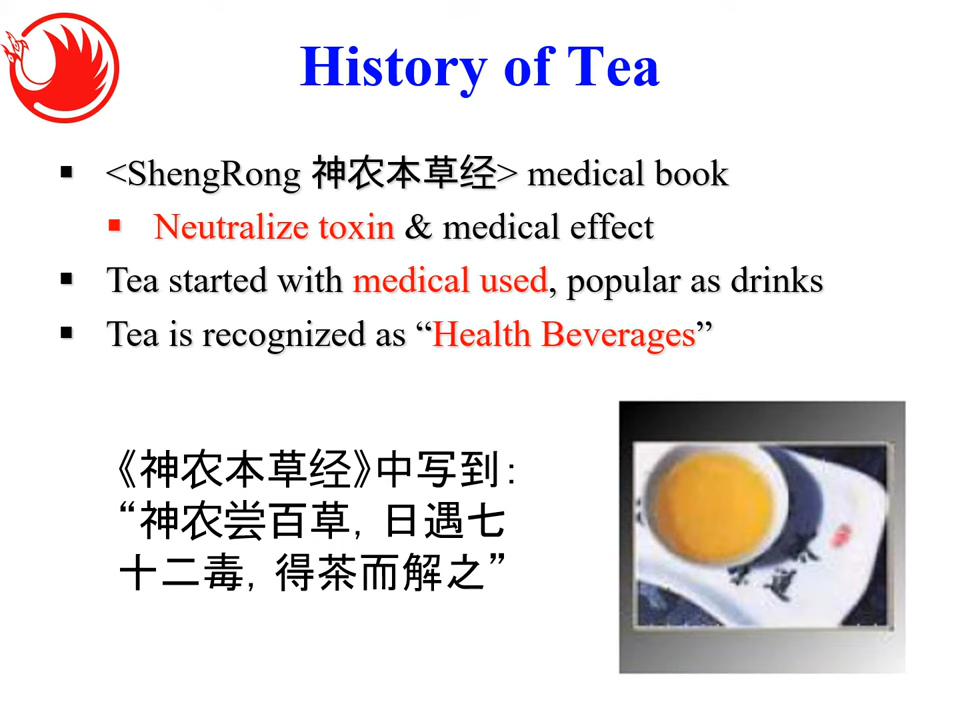 History of Tea
<ShengRong 神农本草经> medical book
Neutralize toxin & medical effect
Tea started with medical used, popular as drinks
Tea is recognized as “Health Beverages”
《神农本草经》中写到：
“神农尝百草，日遇七
十二毒，得茶而解之”